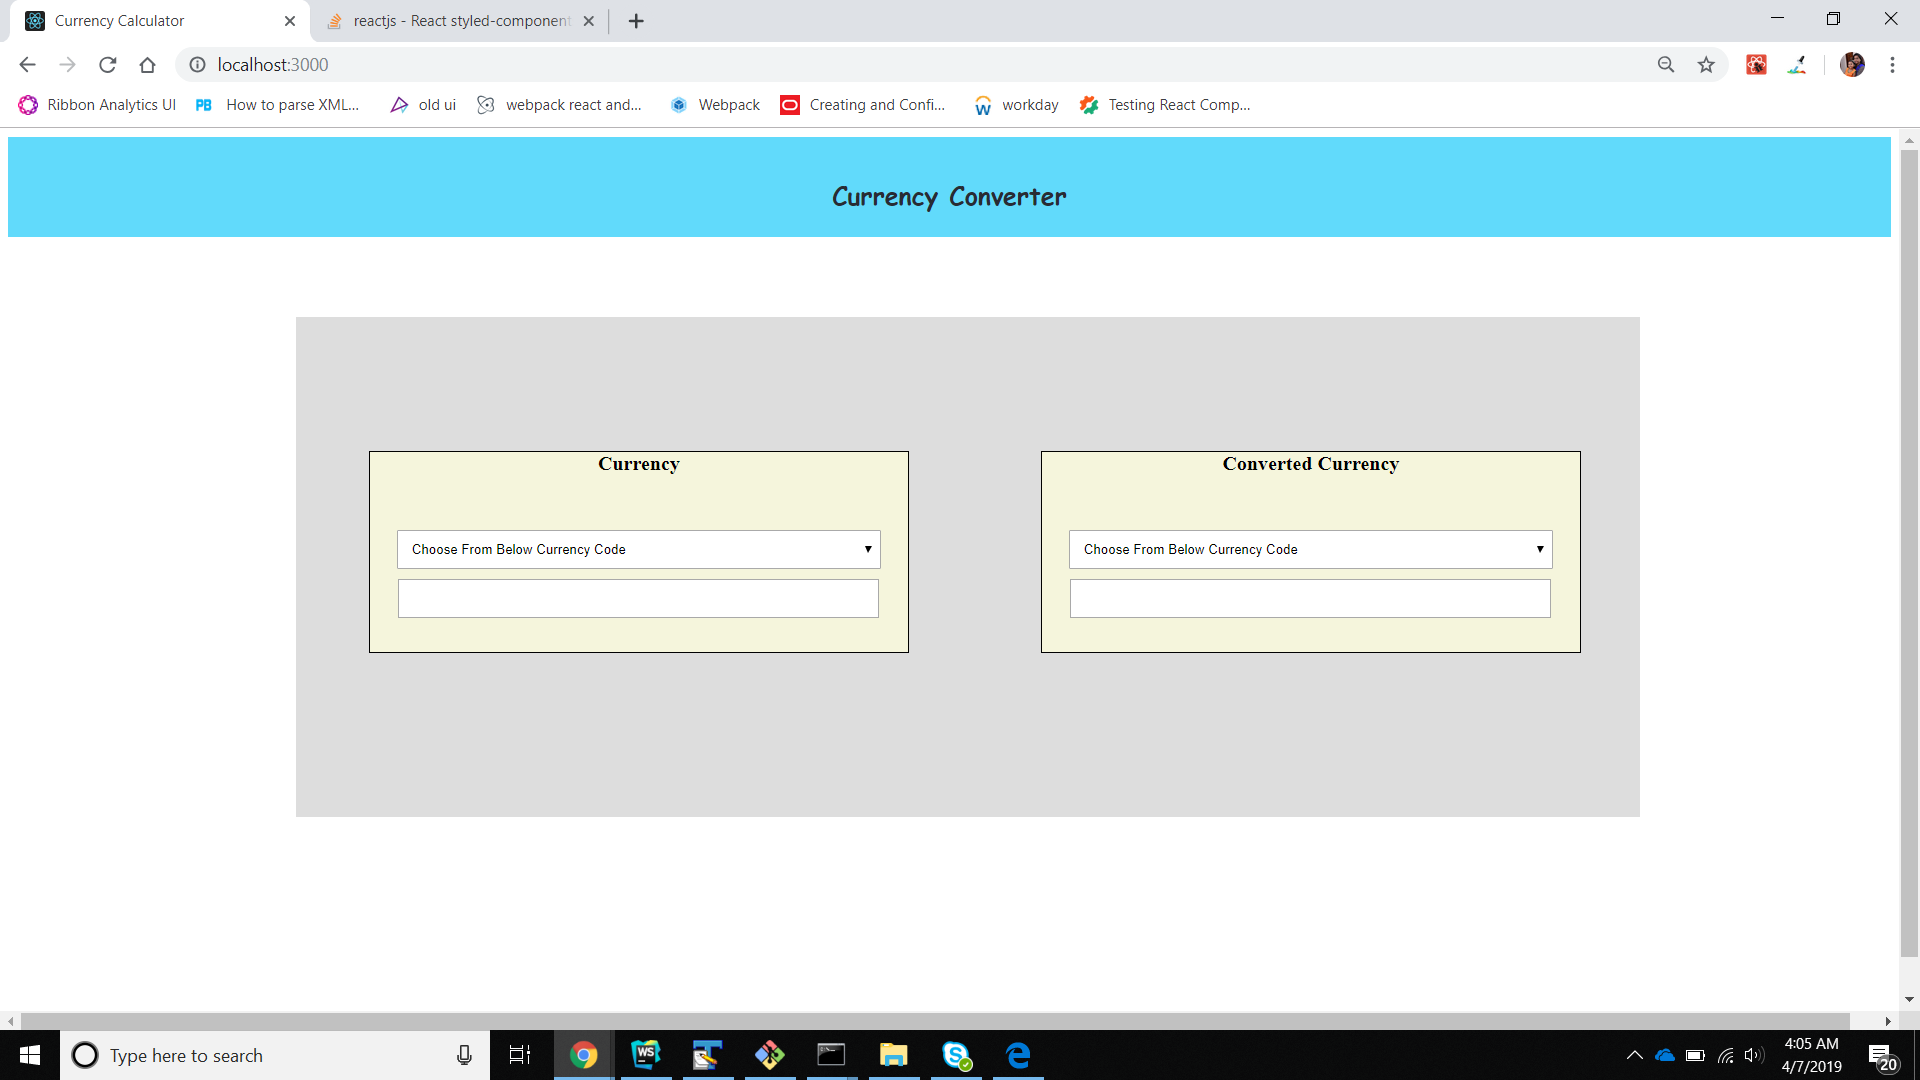 Currency Calculator
reactjs - React styled-component
localhost:3000
Ribbon Analytics UI
PB How to parse XML...
old ui
webpack react and...
Webpack
Creating and Confi...
workday
Testing React Comp...
Currency Converter
Currency
Converted Currency
Choose From Below Currency Code
Choose From Below Currency Code
Type here to search
WS
4:05 AM
4/7/2019
20